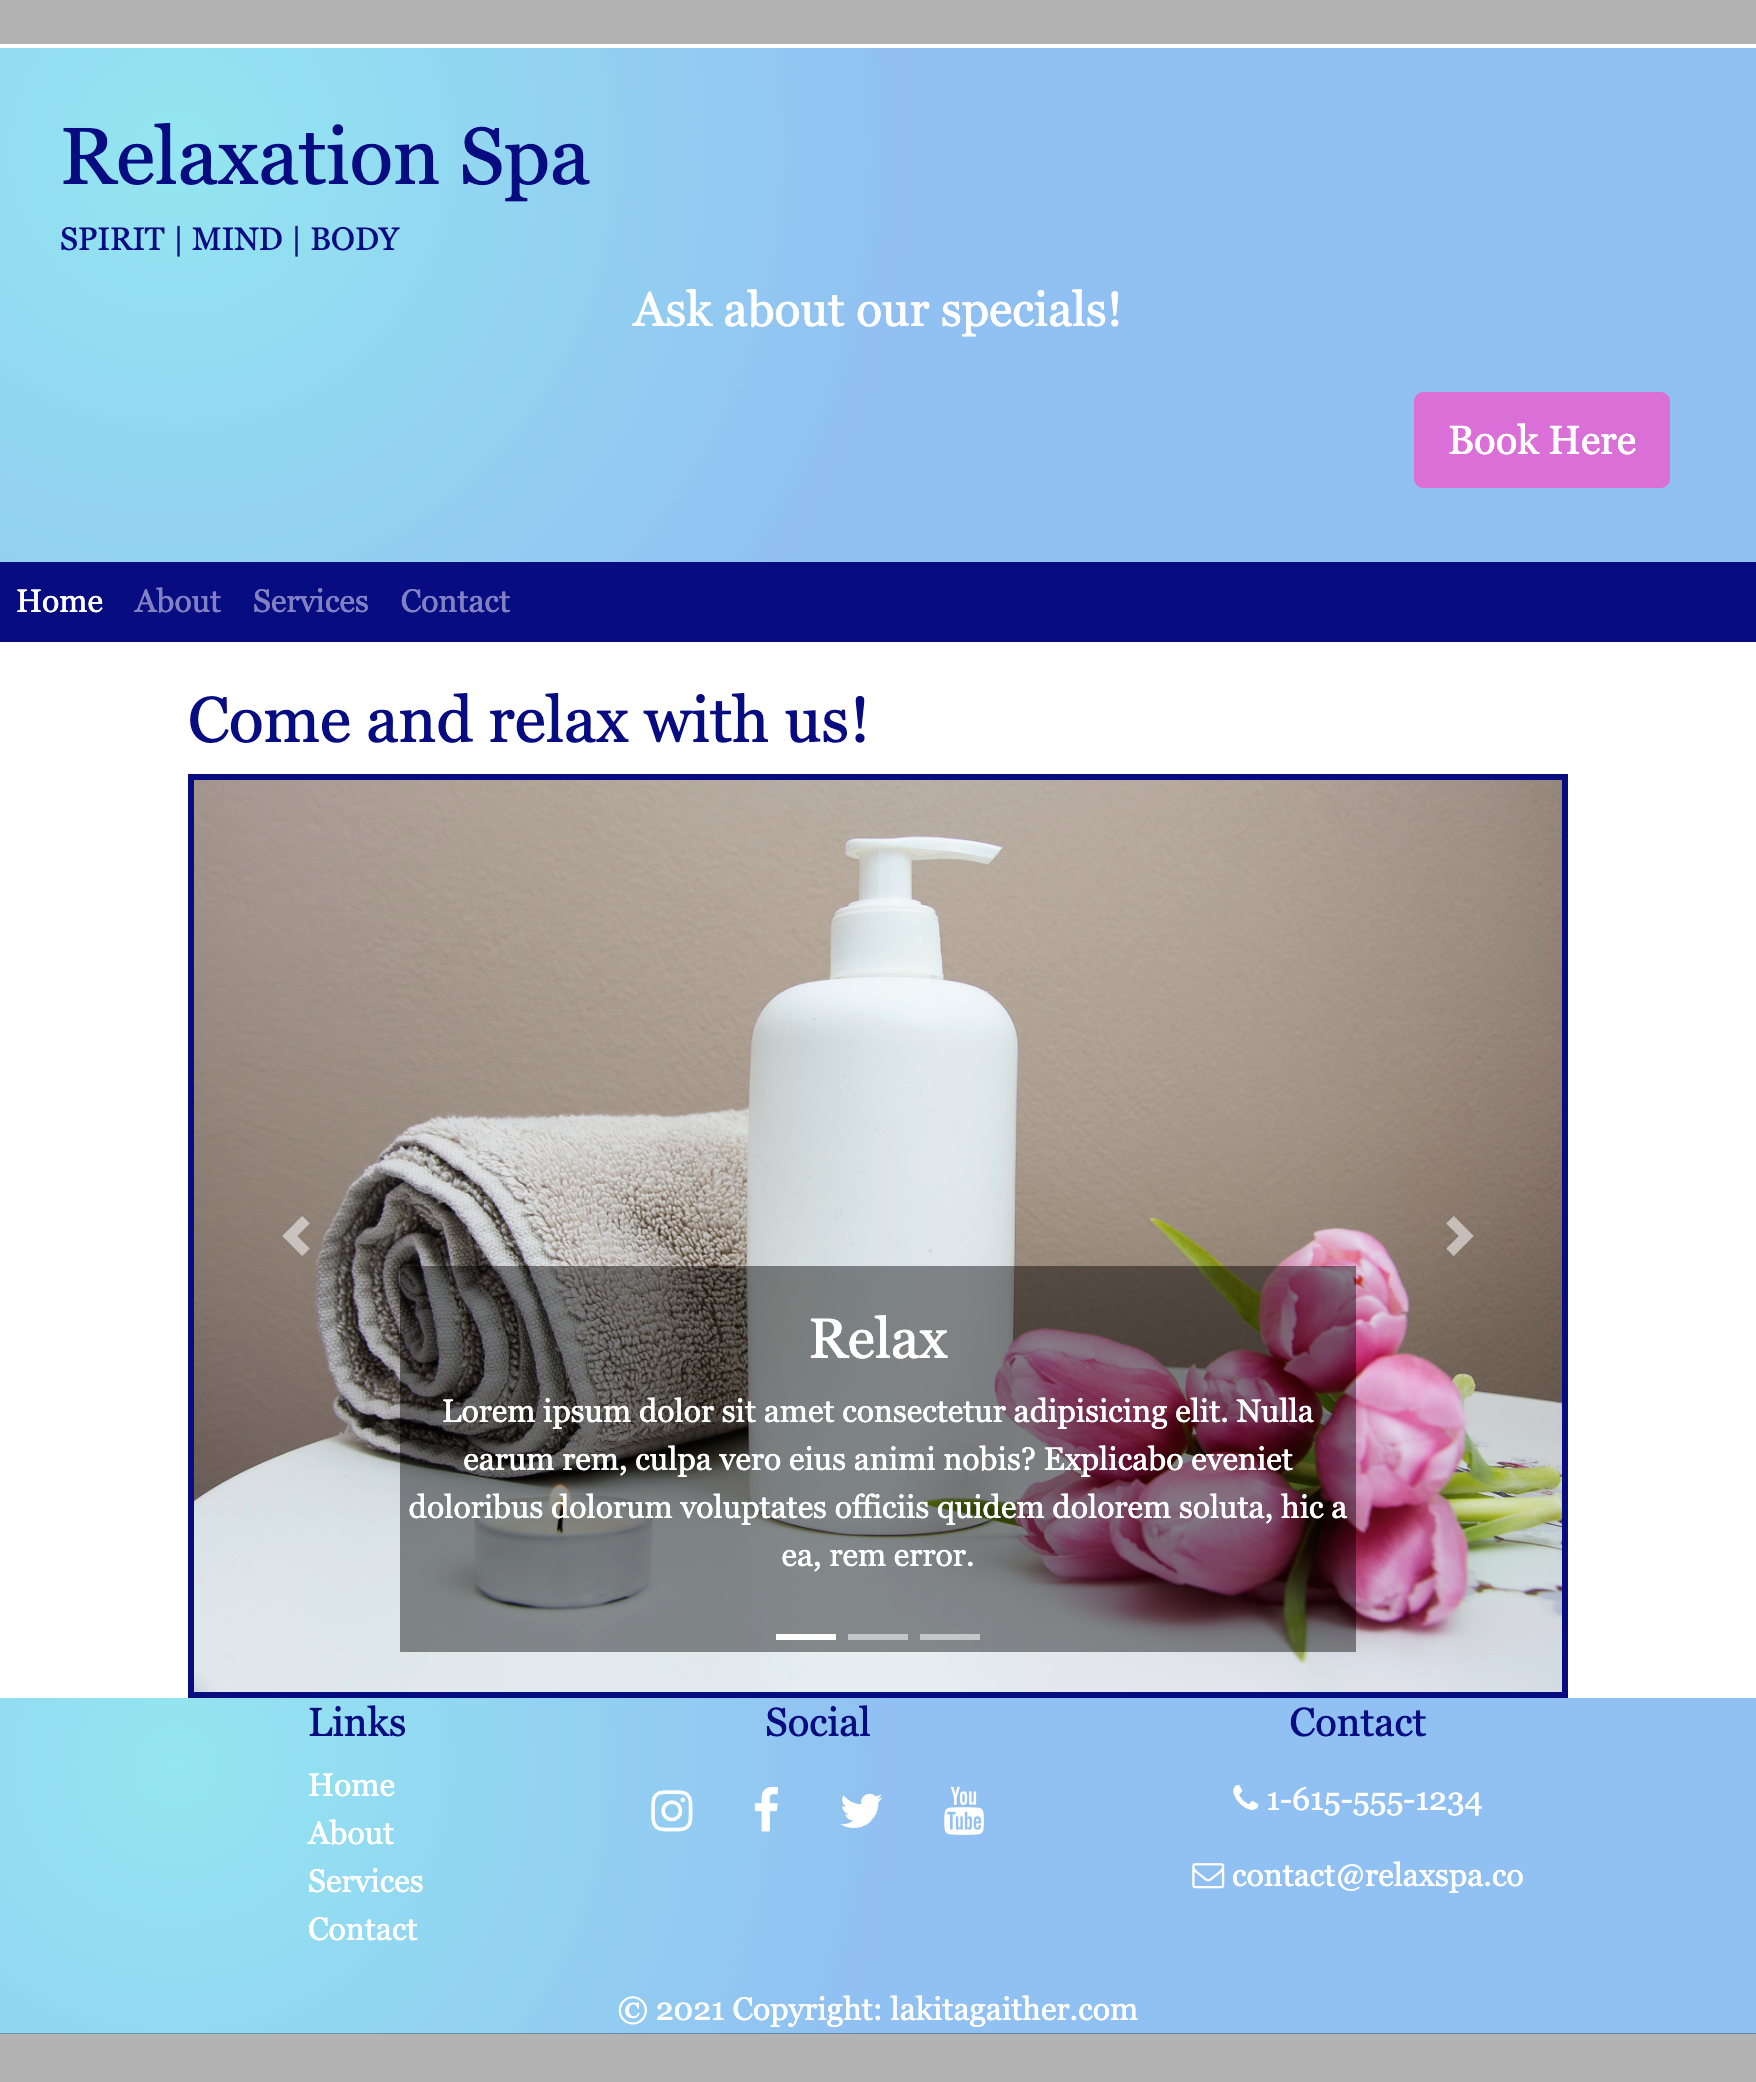 Relaxation Spa
SPIRIT | MIND | BODY
Ask about our specials!
Book Here
Home About Services Contact
Come and relax with us!
Relax
Lorem ipsum dolor sit amet consectetur adipisicing elit. Nulla
earum rem, culpa vero eius animi nobis? Explicabo eveniet
doloribus dolorum voluptates officiis quidem dolorem soluta, hic a
ea, rem error.
Links
Home
About
Services
Contact
Social
You
Tube
Contact
1-615-555-1234
contact@relaxspa.co
© 2021 Copyright: lakitagaither.com